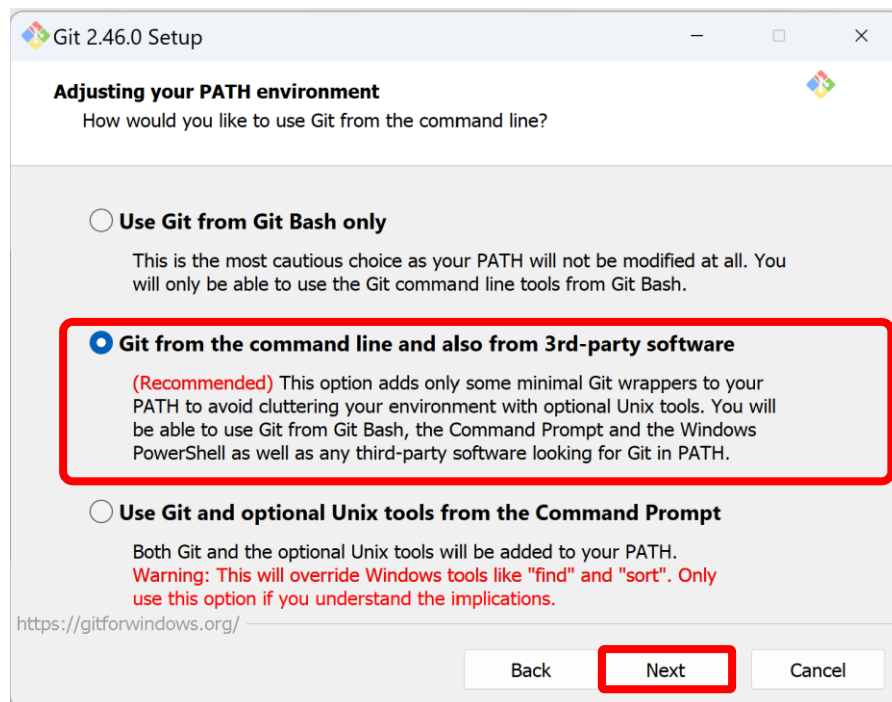 Git 2.46.0 Setup
Adjusting your PATH environment
How would you like to use Git from the command line?
Use Git from Git Bash only
This is the most cautious choice as your PATH will not be modified at all. You
will only be able to use the Git command line tools from Git Bash.
Git from the command line and also from 3rd-party software
(Recommended) This option adds only some minimal Git wrappers to your
PATH to avoid cluttering your environment with optional Unix tools. You will
be able to use Git from Git Bash, the Command Prompt and the Windows
PowerShell as well as any third-party software looking for Git in PATH.
Use Git and optional Unix tools from the Command Prompt
Both Git and the optional Unix tools will be added to your PATH.
Warning: This will override Windows tools like "find" and "sort". Only
use this option if you understand the implications.
https://gitforwindows.org/
Back Next Cancel